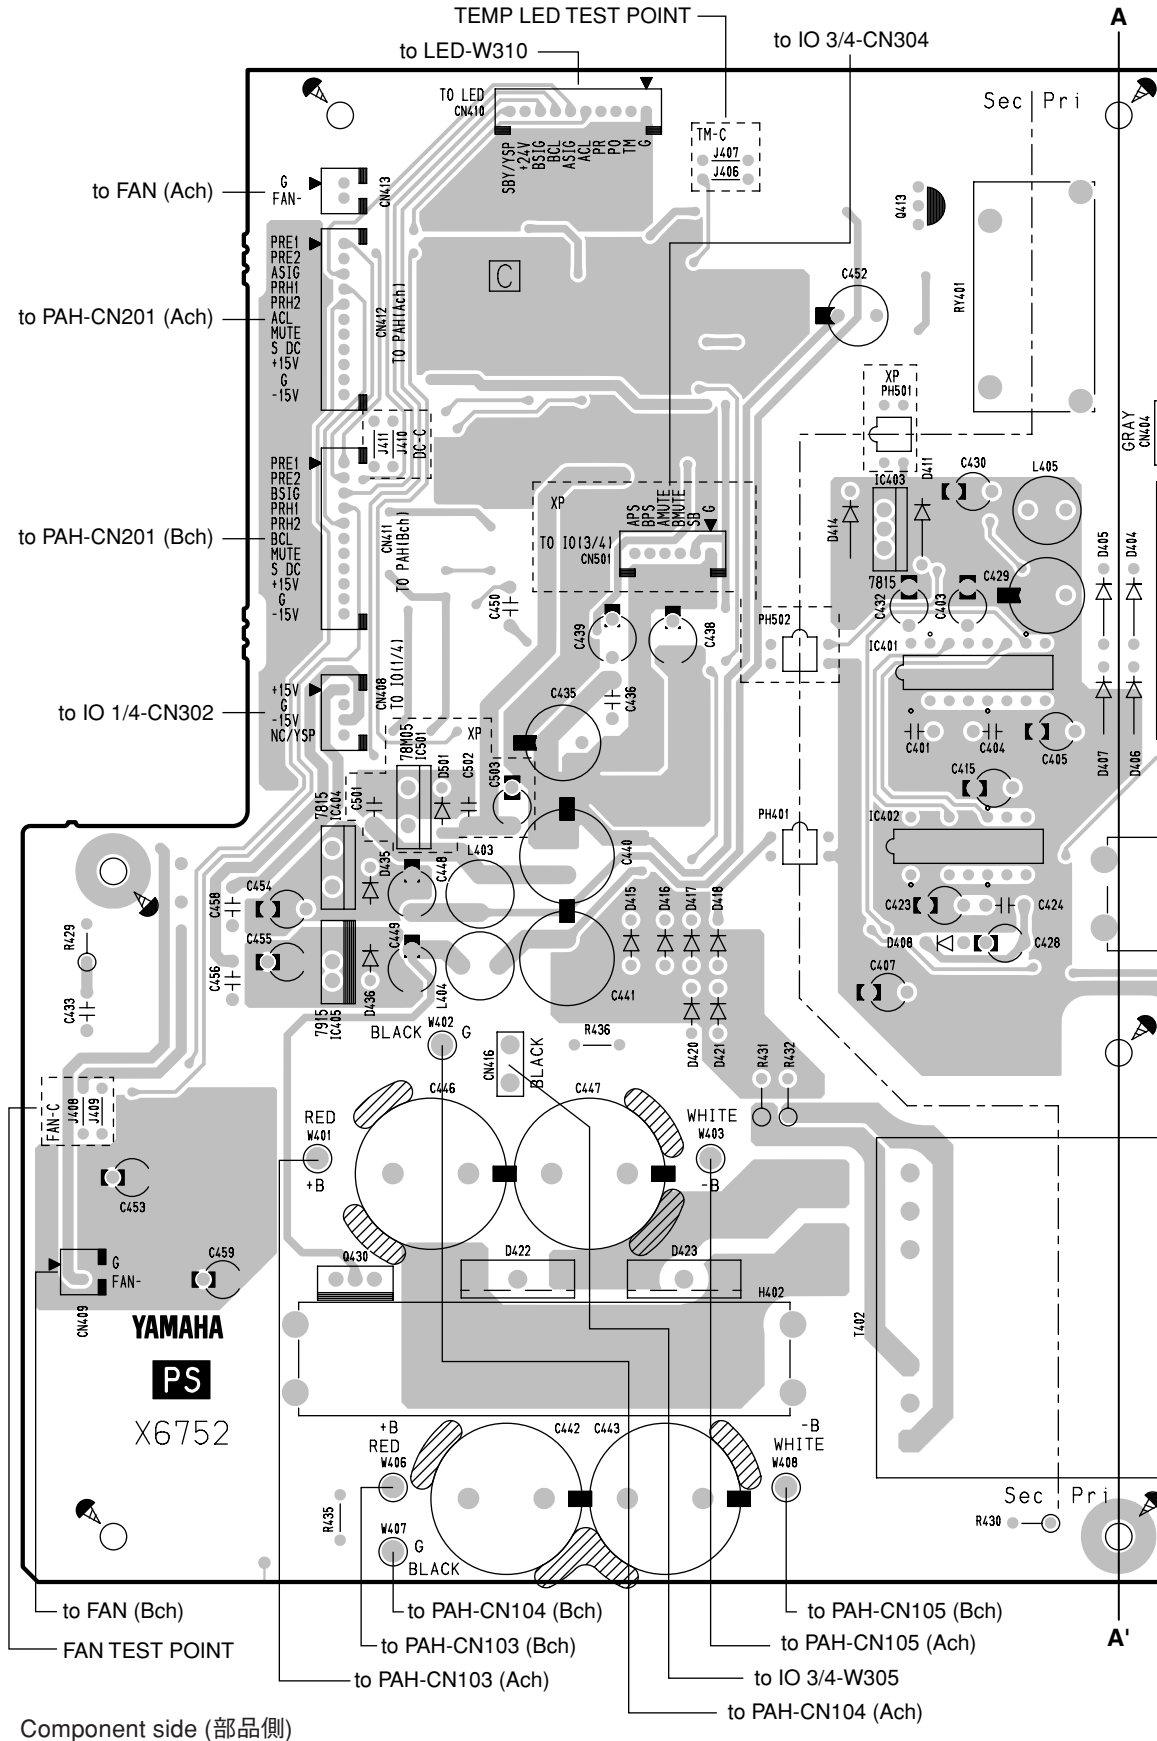 TEMP LED TEST POINT
A
to LED-W310
to IO 3/4-CN304
TO LED
CN410
SBY/YSP
+24V
BSIG
BCL
ASIG
ACL
PR
PO
TM
G
TM-C
J407
J406
Sec
Pri
to FAN (Ach)
G
FAN-
CN413
Q413
RY401
C452
C
to PAH-CN201 (Ach)
PRE1
PRE2
ASIG
PRH1
PRH2
ACL
MUTE
S DC
+15V
G
-15V
CN412
TO PAH(Ach)
XP
PH501
GRAY
CN404
J411
J410
DC-C
to PAH-CN201 (Bch)
PRE1
PRE2
BSIG
PRH1
PRH2
BCL
MUTE
S DC
+15V
G
-15V
CN411
TO PAH(Bch)
XP
APS
BPS
AMUTE
BMUTE
SB
G
TO IO(3/4)
CN501
IC403
D411
D414
7815
C430
L405
C429
C432
C403
D405
D404
C450
C439
C438
PH502
IC401
to IO 1/4-CN302
+15V
G
-15V
NC/YSP
CN408
TO IO(1/4)
C435
C436
C401
C404
C405
D407
D406
78M05
IC501
XP
D501
C502
C503
C501
7815
IC404
C415
IC402
PH401
L403
C440
D435
C448
C454
C458
C455
C456
C449
D436
L404
7915
IC405
C441
D415
D416
D417
D418
D420
D421
C423
C424
D408
C428
C407
R429
C433
BLACK
W402
G
CN416
BLACK
R436
R431
R432
FAN-C
J408
J409
C446
C447
RED
W401
+B
WHITE
W403
-B
C453
G
FAN-
CN409
C459
Q430
D422
D423
H402
T402
YAMAHA
PS
X6752
+B
RED
W406
C442
C443
-B
WHITE
W408
R435
W407
G
BLACK
Sec
Pri
R430
to FAN (Bch)
to PAH-CN104 (Bch)
to PAH-CN105 (Bch)
FAN TEST POINT
to PAH-CN103 (Bch)
to PAH-CN105 (Ach)
A'
to PAH-CN103 (Ach)
to IO 3/4-W305
to PAH-CN104 (Ach)
Component side (部品側)